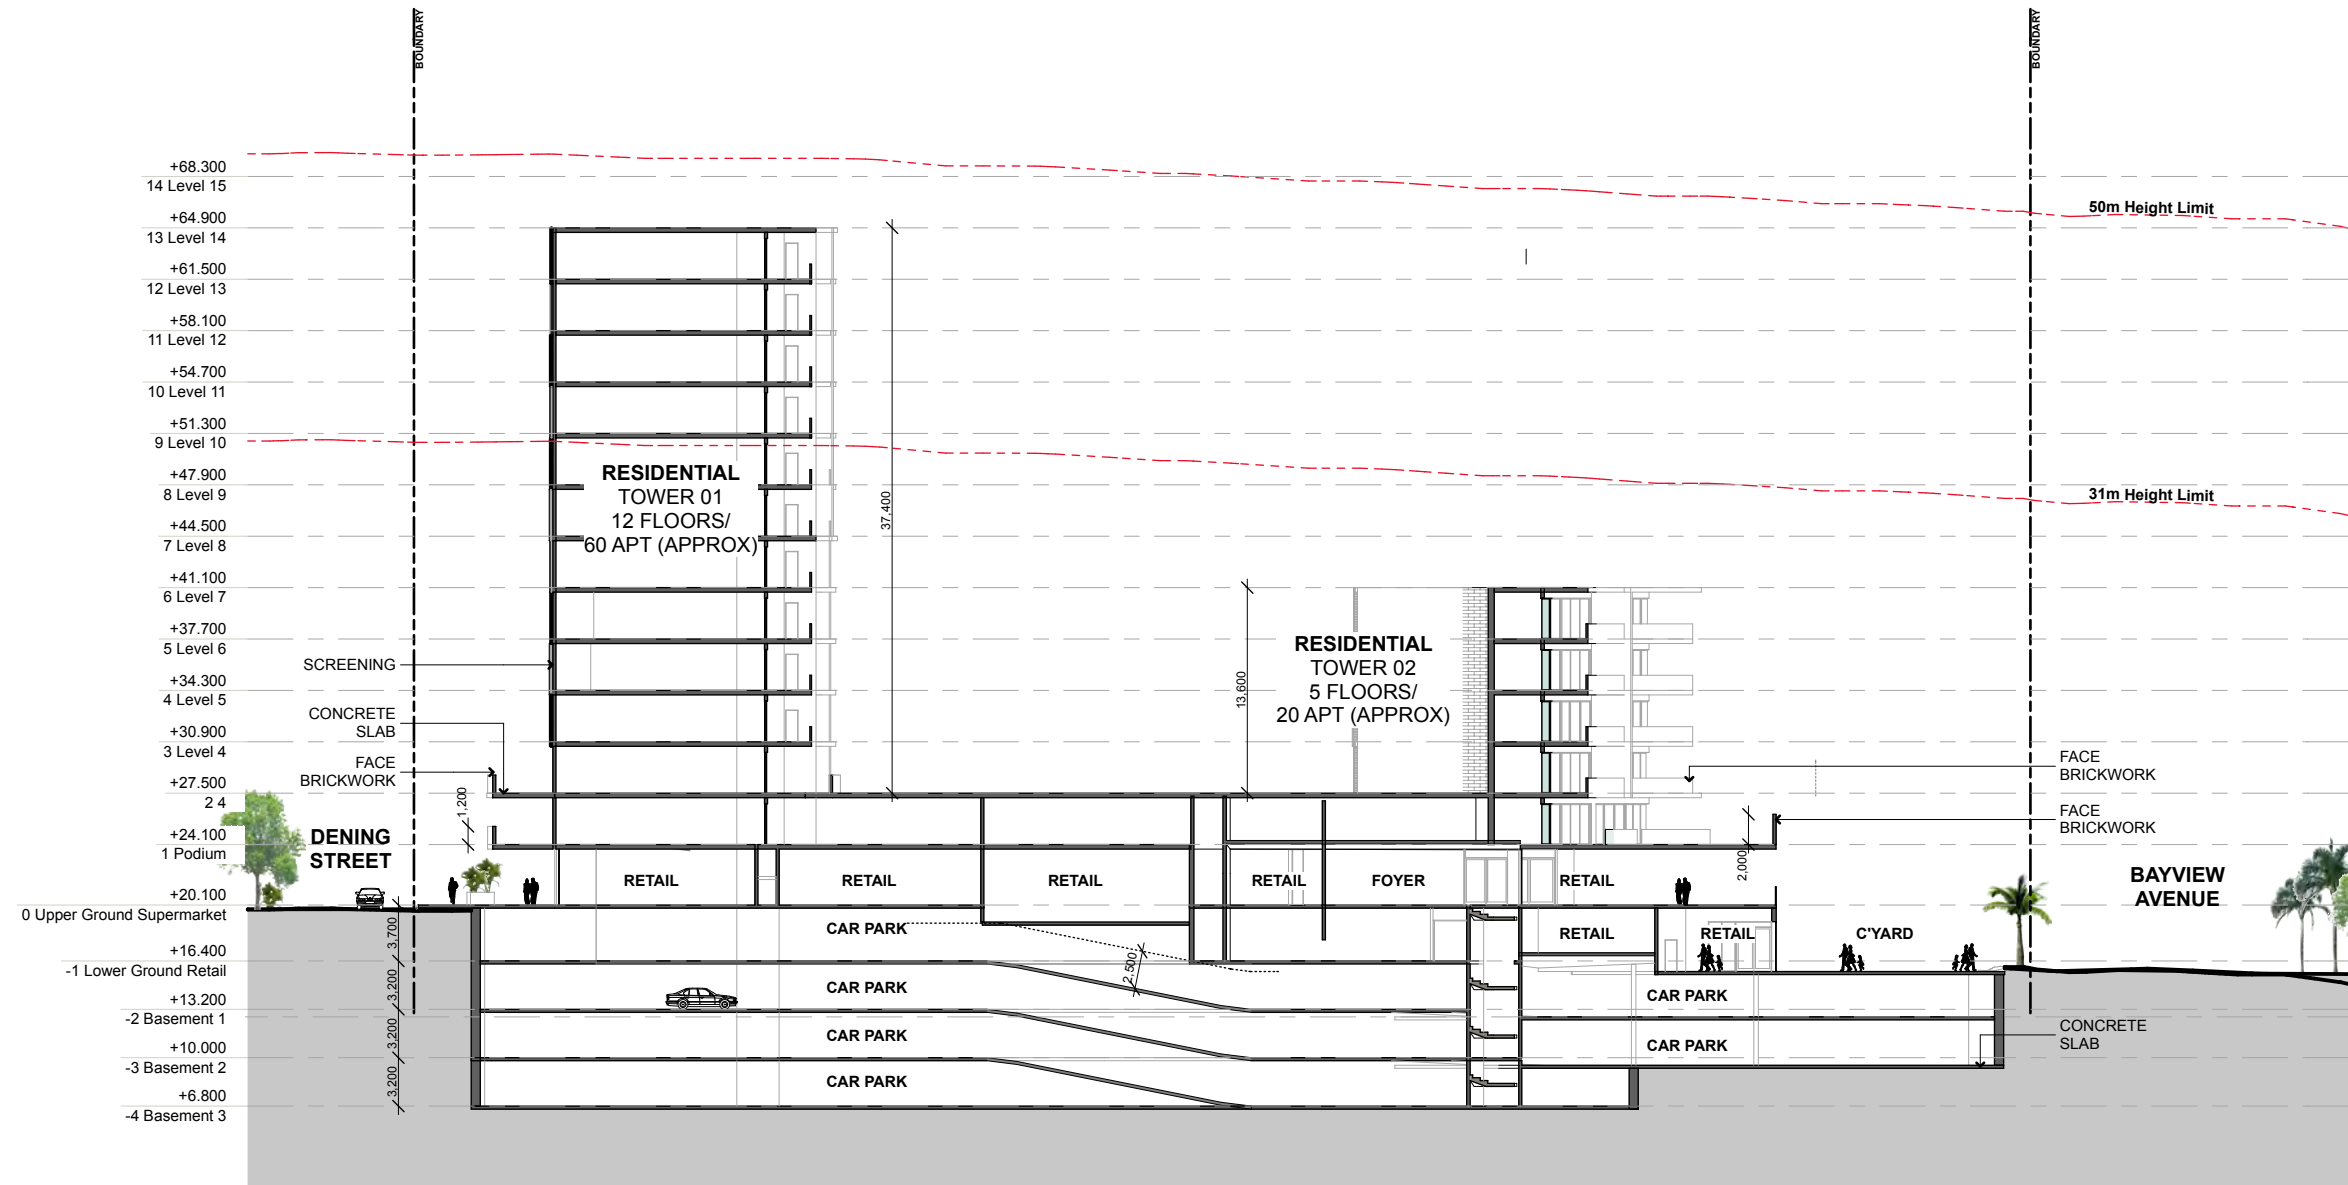 BOUNDARY
BOUNDARY
+68.300
14 Level 15
+64.900
13 Level 14
50m Height Limit
+61.500
12 Level 13
+58.100
11 Level 12
+54.700
10 Level 11
+51.300
9 Level 10
+47.900
8 Level 9
31m Height Limit
+44.500
7 Level 8
+41.100
6 Level 7
+37.700
5 Level 6
+34.300
4 Level 5
+30.900
3 Level 4
+27.500
2 4
+24.100
1 Podium
+20.100
0 Upper Ground Supermarket
+16.400
-1 Lower Ground Retail
+13.200
-2 Basement 1
+10.000
-3 Basement 2
+6.800
-4 Basement 3
RESIDENTIAL
TOWER 01
12 FLOORS/
60 APT (APPROX)
37,400
RESIDENTIAL
TOWER 02
5 FLOORS/
20 APT (APPROX)
13,600
SCREENING
CONCRETE
SLAB
FACE
BRICKWORK
1,200
DENING
STREET
FACE
BRICKWORK
FACE
BRICKWORK
2,000
BAYVIEW
AVENUE
RETAIL
RETAIL
RETAIL
RETAIL
FOYER
RETAIL
3,700
CAR PARK
RETAIL
RETAIL
C'YARD
2,500
3,200
CAR PARK
CAR PARK
3,200
CAR PARK
CAR PARK
CONCRETE
SLAB
3,200
CAR PARK